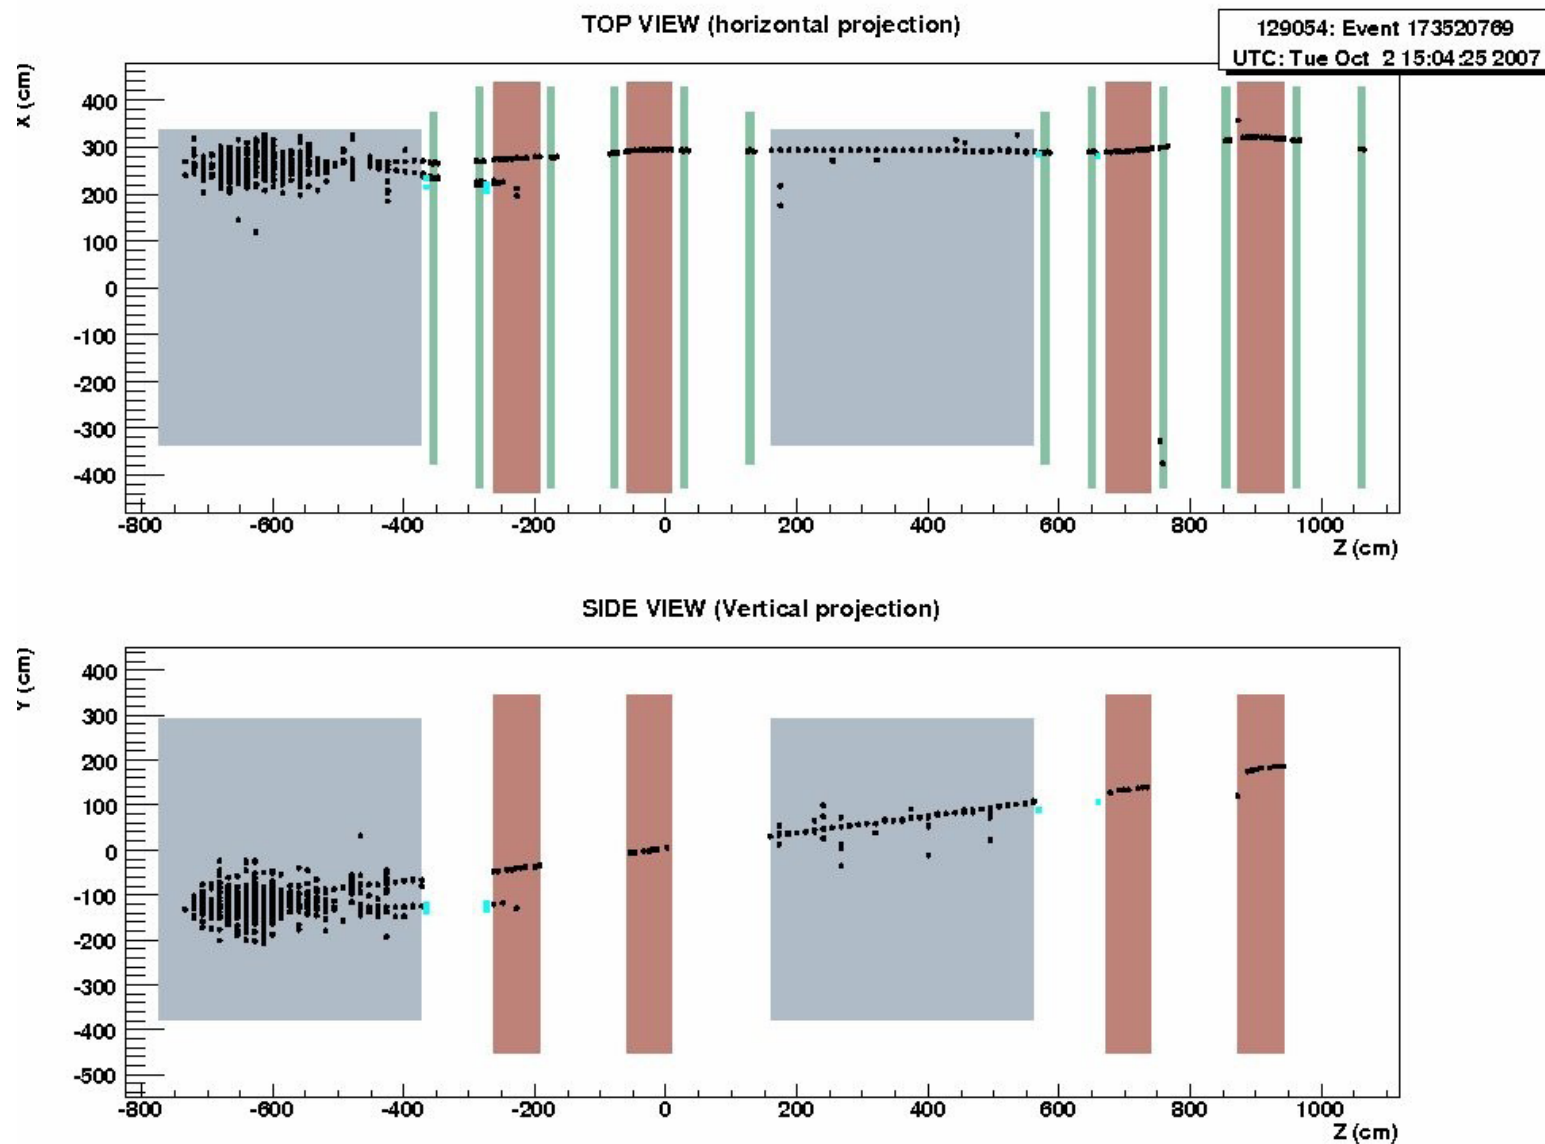 TOP VIEW (horizontal projection)
129054: Event 173520769
UTC: Tue Oct 2 15:04:25 2007
X (cm)
400
300
200
100
0
-100
-200
-300
-400
-800 -600 -400 -200 0 200 400 600 800 1000
Z (cm)
SIDE VIEW (Vertical projection)
Y (cm)
400
300
200
100
0
-100
-200
-300
-400
-500
-800 -600 -400 -200 0 200 400 600 800 1000
Z (cm)